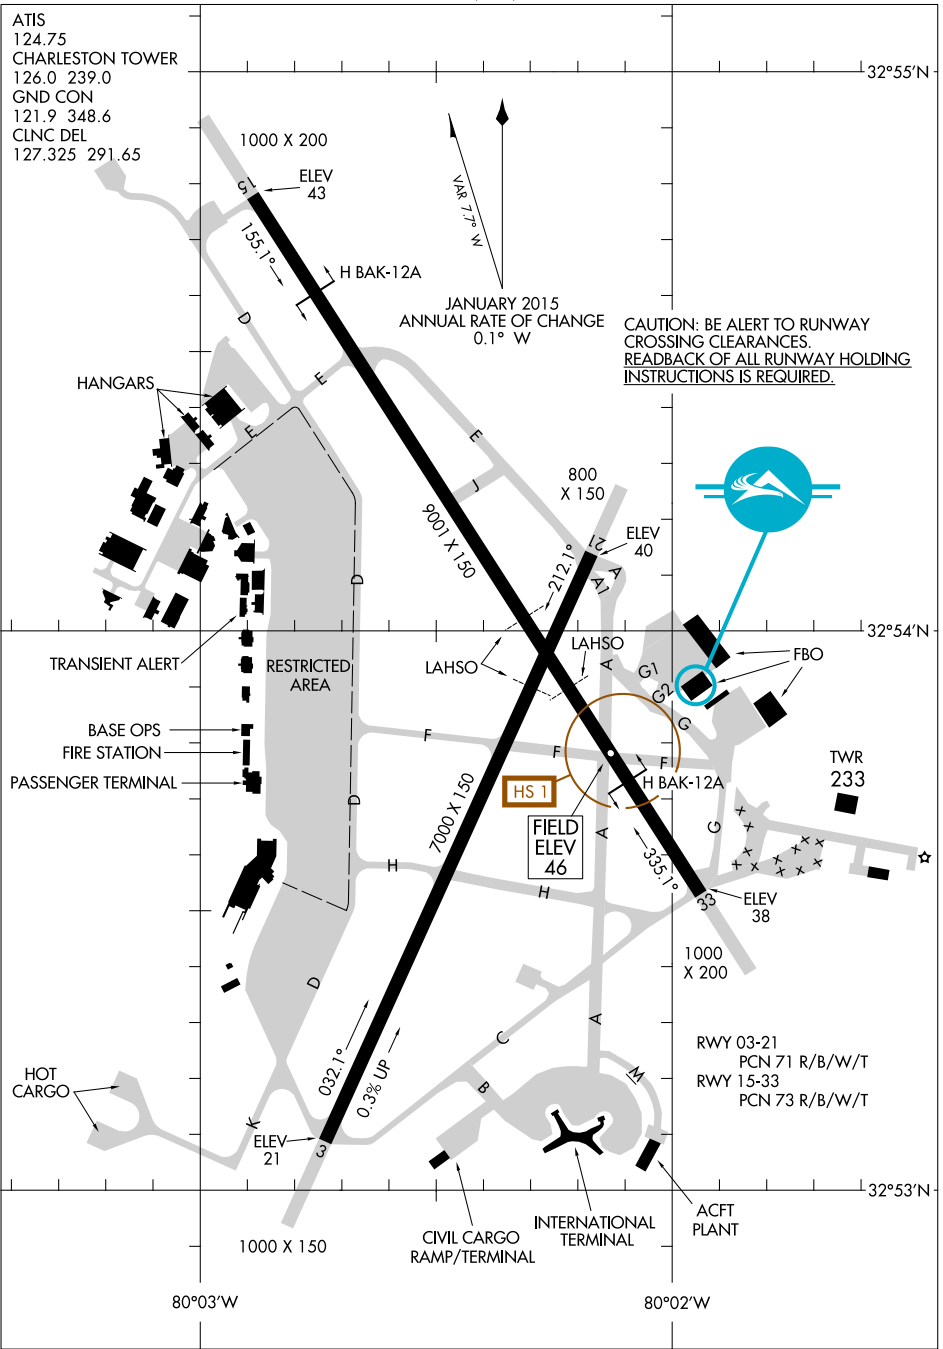 ATIS
124.75
CHARLESTON TOWER
126.0 239.0
GND CON
121.9 348.6
CLNC DEL
127.325 291.65
32°55'N
1000 X 200
ELEV
43
15
155.1°
VAR 7.7° W
H BAK-12A
JANUARY 2015
ANNUAL RATE OF CHANGE
0.1° W
CAUTION: BE ALERT TO RUNWAY
CROSSING CLEARANCES.
READBACK OF ALL RUNWAY HOLDING
INSTRUCTIONS IS REQUIRED.
D
E
HANGARS
E
E
J
800
X 150
9001 X 150
21
ELEV
40
212.1°
A
A1
D
32°54'N
TRANSIENT ALERT
RESTRICTED
AREA
LAHSO
LAHSO
A
G1
G2
G
FBO
BASE OPS
FIRE STATION
PASSENGER TERMINAL
F
F
F
HS 1
H BAK-12A
TWR
233
D
7000 X 150
FIELD
ELEV
46
A
G
335.1°
H
H
33
ELEV
38
1000
X 200
D
C
A
RWY 03-21
PCN 71 R/B/W/T
RWY 15-33
PCN 73 R/B/W/T
HOT
CARGO
032.1°
0.3% UP
B
M
K
ELEV
21
3
32°53'N
1000 X 150
CIVIL CARGO
RAMP/TERMINAL
INTERNATIONAL
TERMINAL
ACFT
PLANT
80°03'W
80°02'W